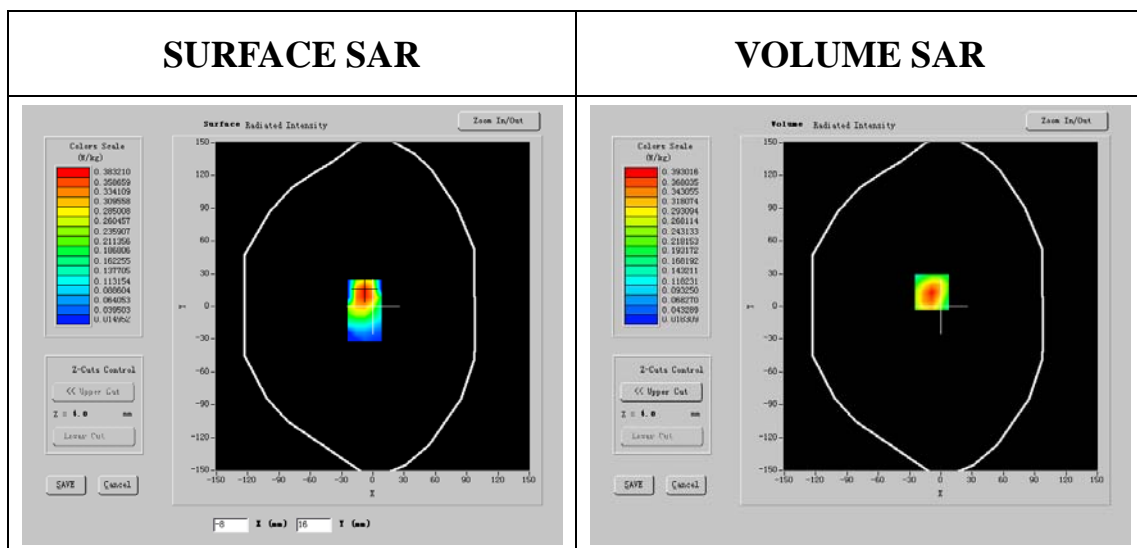 SURFACE SAR
VOLUME SAR
Surface Radiated Intensity
Zoom In/Out
Colors Scale
(W/kg)
0.383210
0.358659
0.334109
0.309558
0.285008
0.260457
0.235907
0.211356
0.186806
0.162255
0.137705
0.113154
0.088604
0.064053
0.039503
0.014952
150
120
90
60
30
0
-30
-60
-90
-120
-150
Y
-150 -120 -90 -60 -30 0 30 60 90 120 150
X
Z-Cuts Control
<< Upper Cut
Z = 4.0 mm
Lower Cut
SAVE
Cancel
-8 X (mm) 16 Y (mm)
Volume Radiated Intensity
Zoom In/Out
Colors Scale
(W/kg)
0.393016
0.368035
0.343055
0.318074
0.293094
0.268114
0.243133
0.218153
0.193172
0.168192
0.143211
0.118231
0.093250
0.068270
0.043289
0.018309
150
120
90
60
30
0
-30
-60
-90
-120
-150
Y
-150 -120 -90 -60 -30 0 30 60 90 120 150
X
Z-Cuts Control
<< Upper Cut
Z = 4.0 mm
Lower Cut
SAVE
Cancel